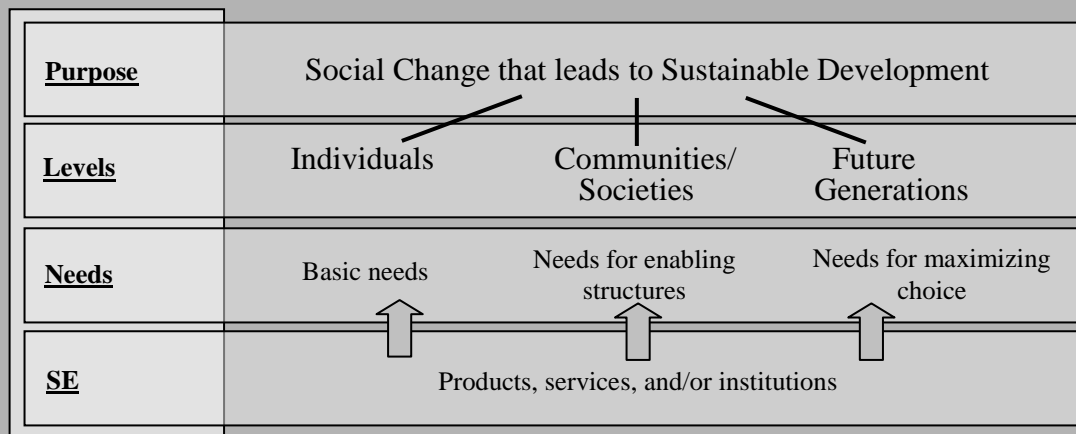 Purpose
Social Change that leads to Sustainable Development
Levels
Individuals
Communities/
Societies
Future
Generations
Needs
Basic needs
Needs for enabling
structures
Needs for maximizing
choice
SE
Products, services, and/or institutions